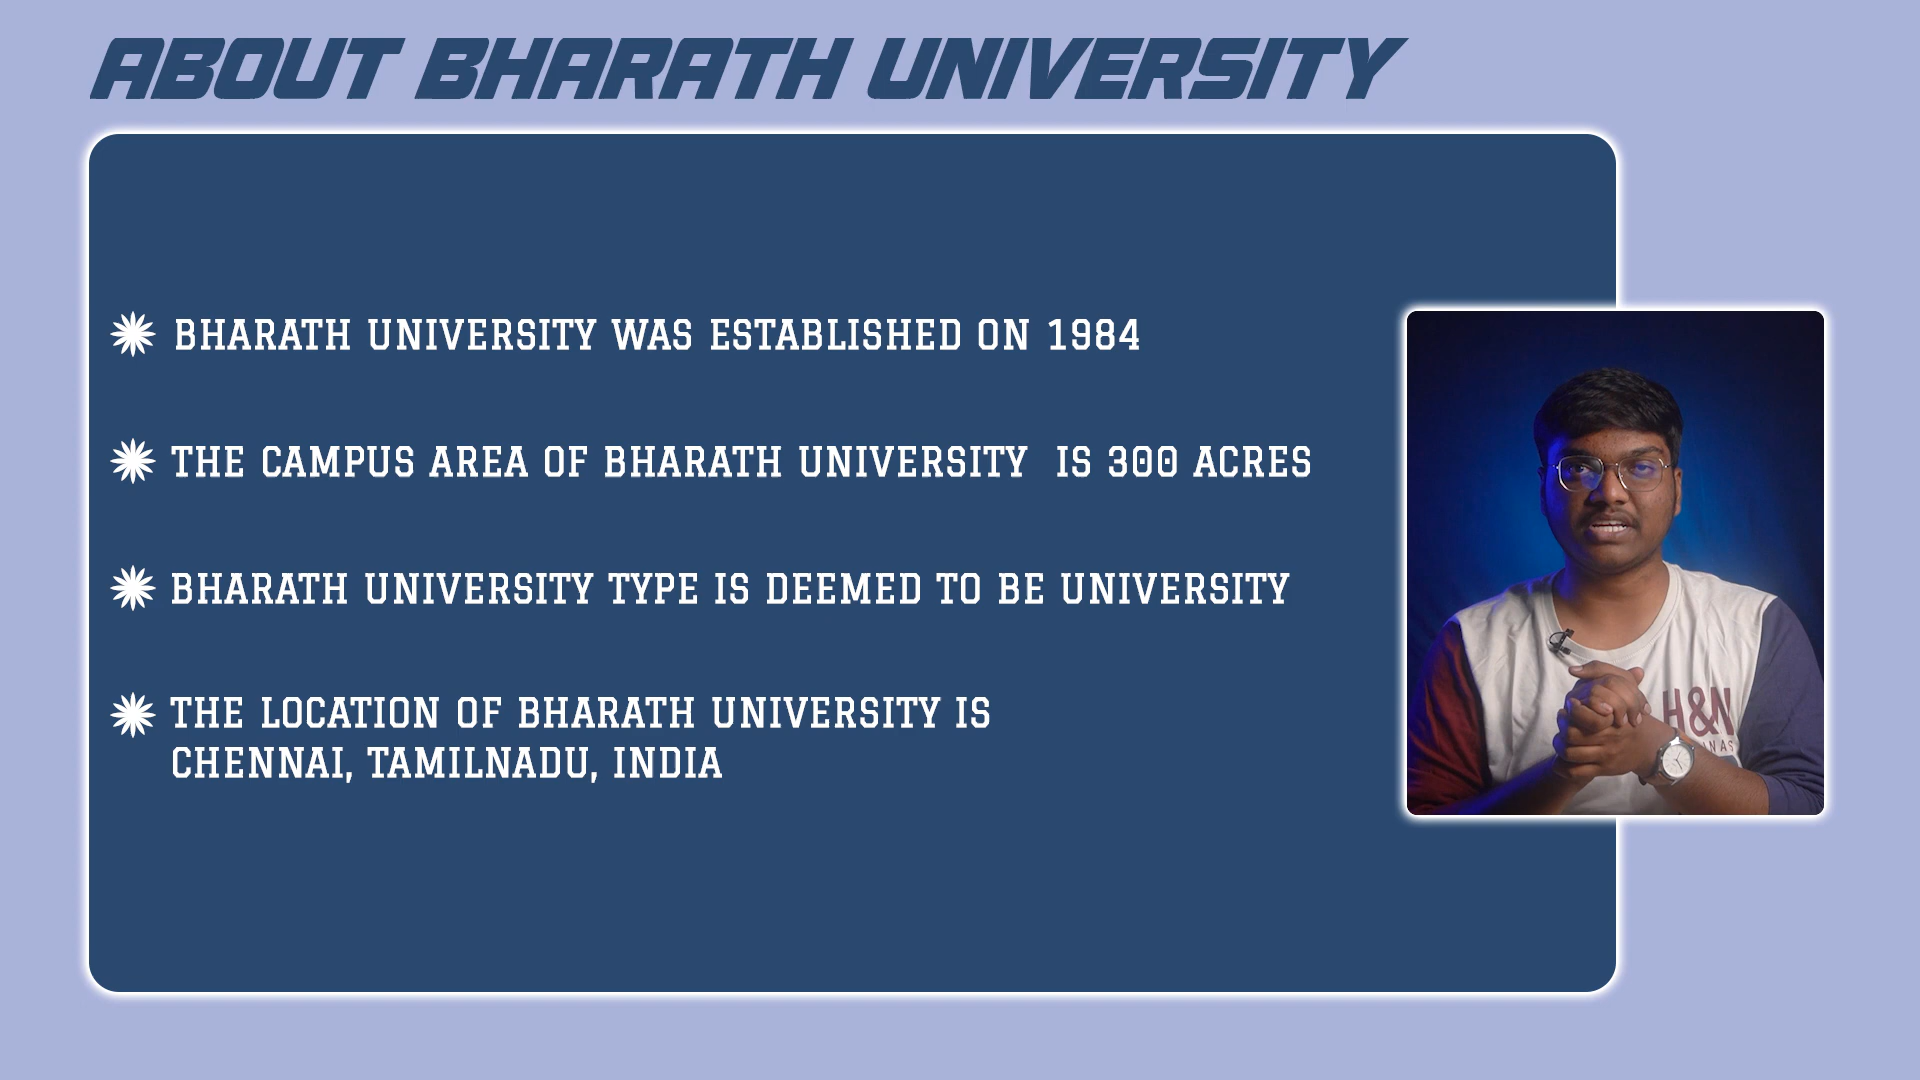 ABOUT BHARATH UNIVERSITY
BHARATH UNIVERSITY WAS ESTABLISHED ON 1984
THE CAMPUS AREA OF BHARATH UNIVERSITY  IS 300 ACRES
BHARATH UNIVERSITY TYPE IS DEEMED TO BE UNIVERSITY
THE LOCATION OF BHARATH UNIVERSITY IS
CHENNAI, TAMILNADU, INDIA
H&N